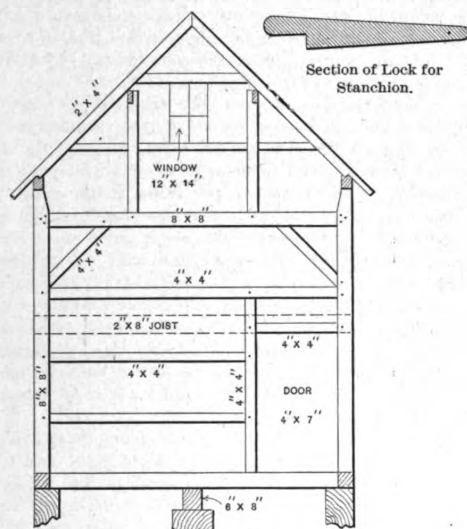 Section of Lock for
Stanchion.
2" X 4"
WINDOW
12" X 14"
8" X 8"
4" X 4"
4" X 4"
2" X 8" JOIST
4" X 4"
4" X 4"
8" X 8"
4" X 4"
DOOR
4" X 7"
6" X 8"